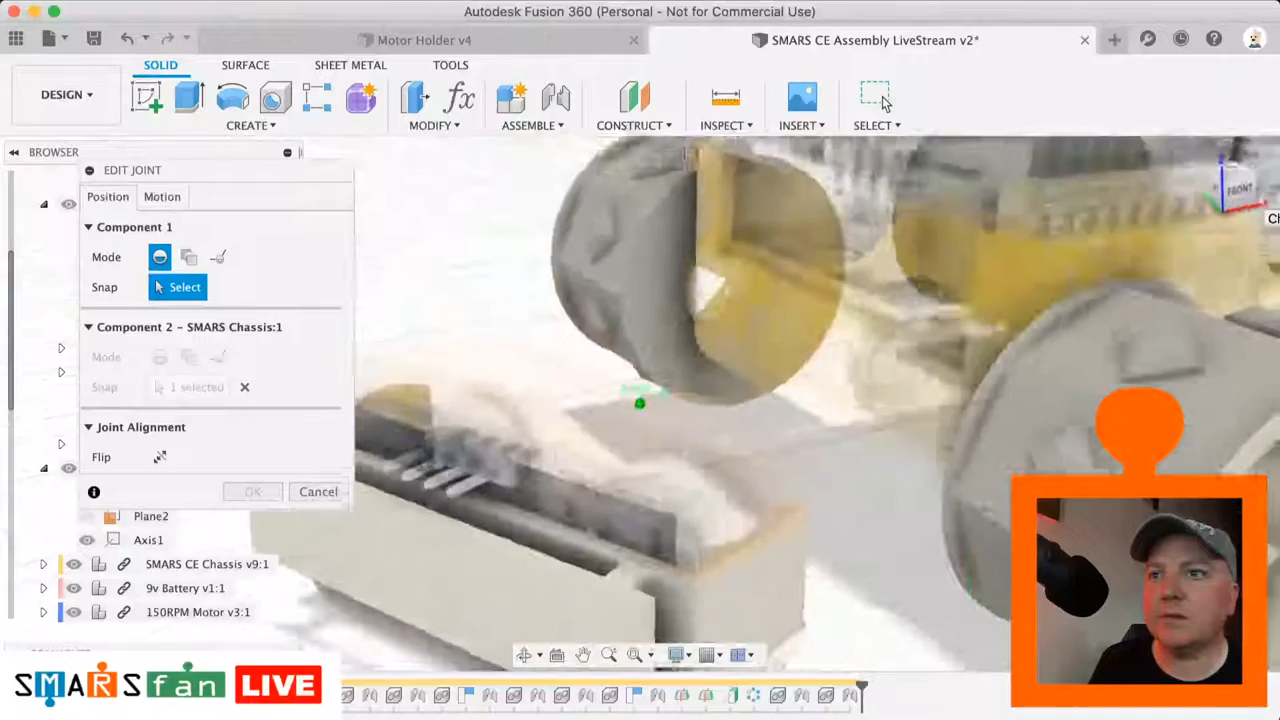 Autodesk Fusion 360 (Personal - Not for Commercial Use)
Motor Holder v4
SMARS CE Assembly LiveStream v2*
DESIGN
SOLID
SURFACE
SHEET METAL
TOOLS
CREATE
MODIFY
ASSEMBLE
CONSTRUCT
INSPECT
INSERT
SELECT
BROWSER
EDIT JOINT
Position
Motion
Component 1
Mode
Snap
Select
Component 2 - SMARS Chassis:1
Mode
Snap
1 selected
Joint Alignment
Flip
OK
Cancel
Plane2
Axis1
SMARS CE Chassis v9:1
9v Battery v1:1
150RPM Motor v3:1
FRONT
Z
SMARSfan LIVE